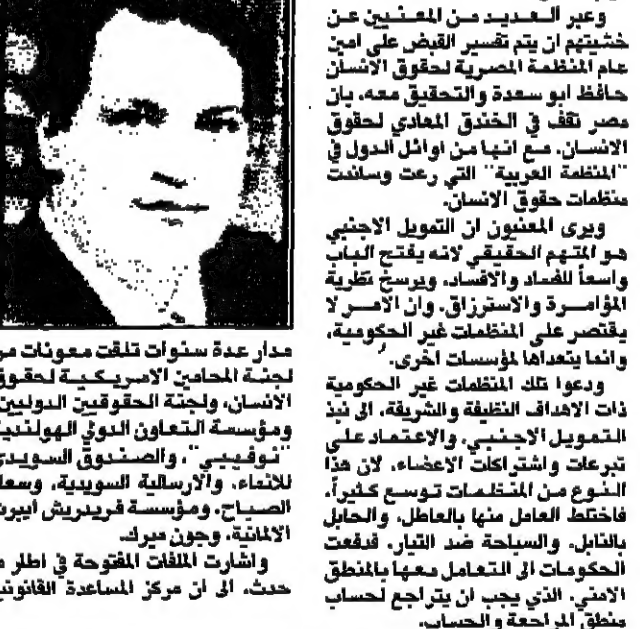 وعبر العديد من المعنيين عن
خشيتهم ان يتم تفسير القبض على امين
عام المنظمة المصرية لحقوق الانسان
حافظ ابو سعدة والتحقيق معه، بان
مصر تقف في الخندق المعادي لحقوق
الانسان، مع انها من اوائل الدول في
"المنظمة العربية" التي رعت وساندت
منظمات حقوق الانسان.
ويرى المعنيون ان التمويل الاجنبي
هو المتهم الحقيقي لانه يفتح الباب
واسعاً للفساد والافساد، ويرسخ نظرية
المؤامرة والاسترزاق، وان الامر لا
يقتصر على المنظمات غير الحكومية،
وانما يتعداها لمؤسسات اخرى.
ودعوا تلك المنظمات غير الحكومية
ذات الاهداف النظيفة والشريفة، الى نبذ
التمويل الاجنبي، والاعتماد على
تبرعات واشتراكات الاعضاء، لان هذا
النوع من المنظمات توسع كثيراً،
فاختلط العامل منها بالعاطل، والحابل
بالنابل، والسباحة ضد التيار، فدفعت
الحكومات الى التعامل معها بالمنطق
الامني، الذي يجب ان يتراجع لحساب
منطق المراجعة والحساب.
مدار عدة سنوات تلقت معونات من
لجنة المحامين الامريكية لحقوق
الانسان، ولجنة الحقوقيين الدوليين
ومؤسسة التعاون الدولي الهولندية
"نوفيبي"، والصندوق السويدي
للانماء، والارسالية السويدية، وسعاد
الصباح، ومؤسسة فريدريش ايبرت
الالمانية، وجون ميرك.
واشارت الملفات المفتوحة في اطار
حدث، الى ان مركز المساعدة القانونية